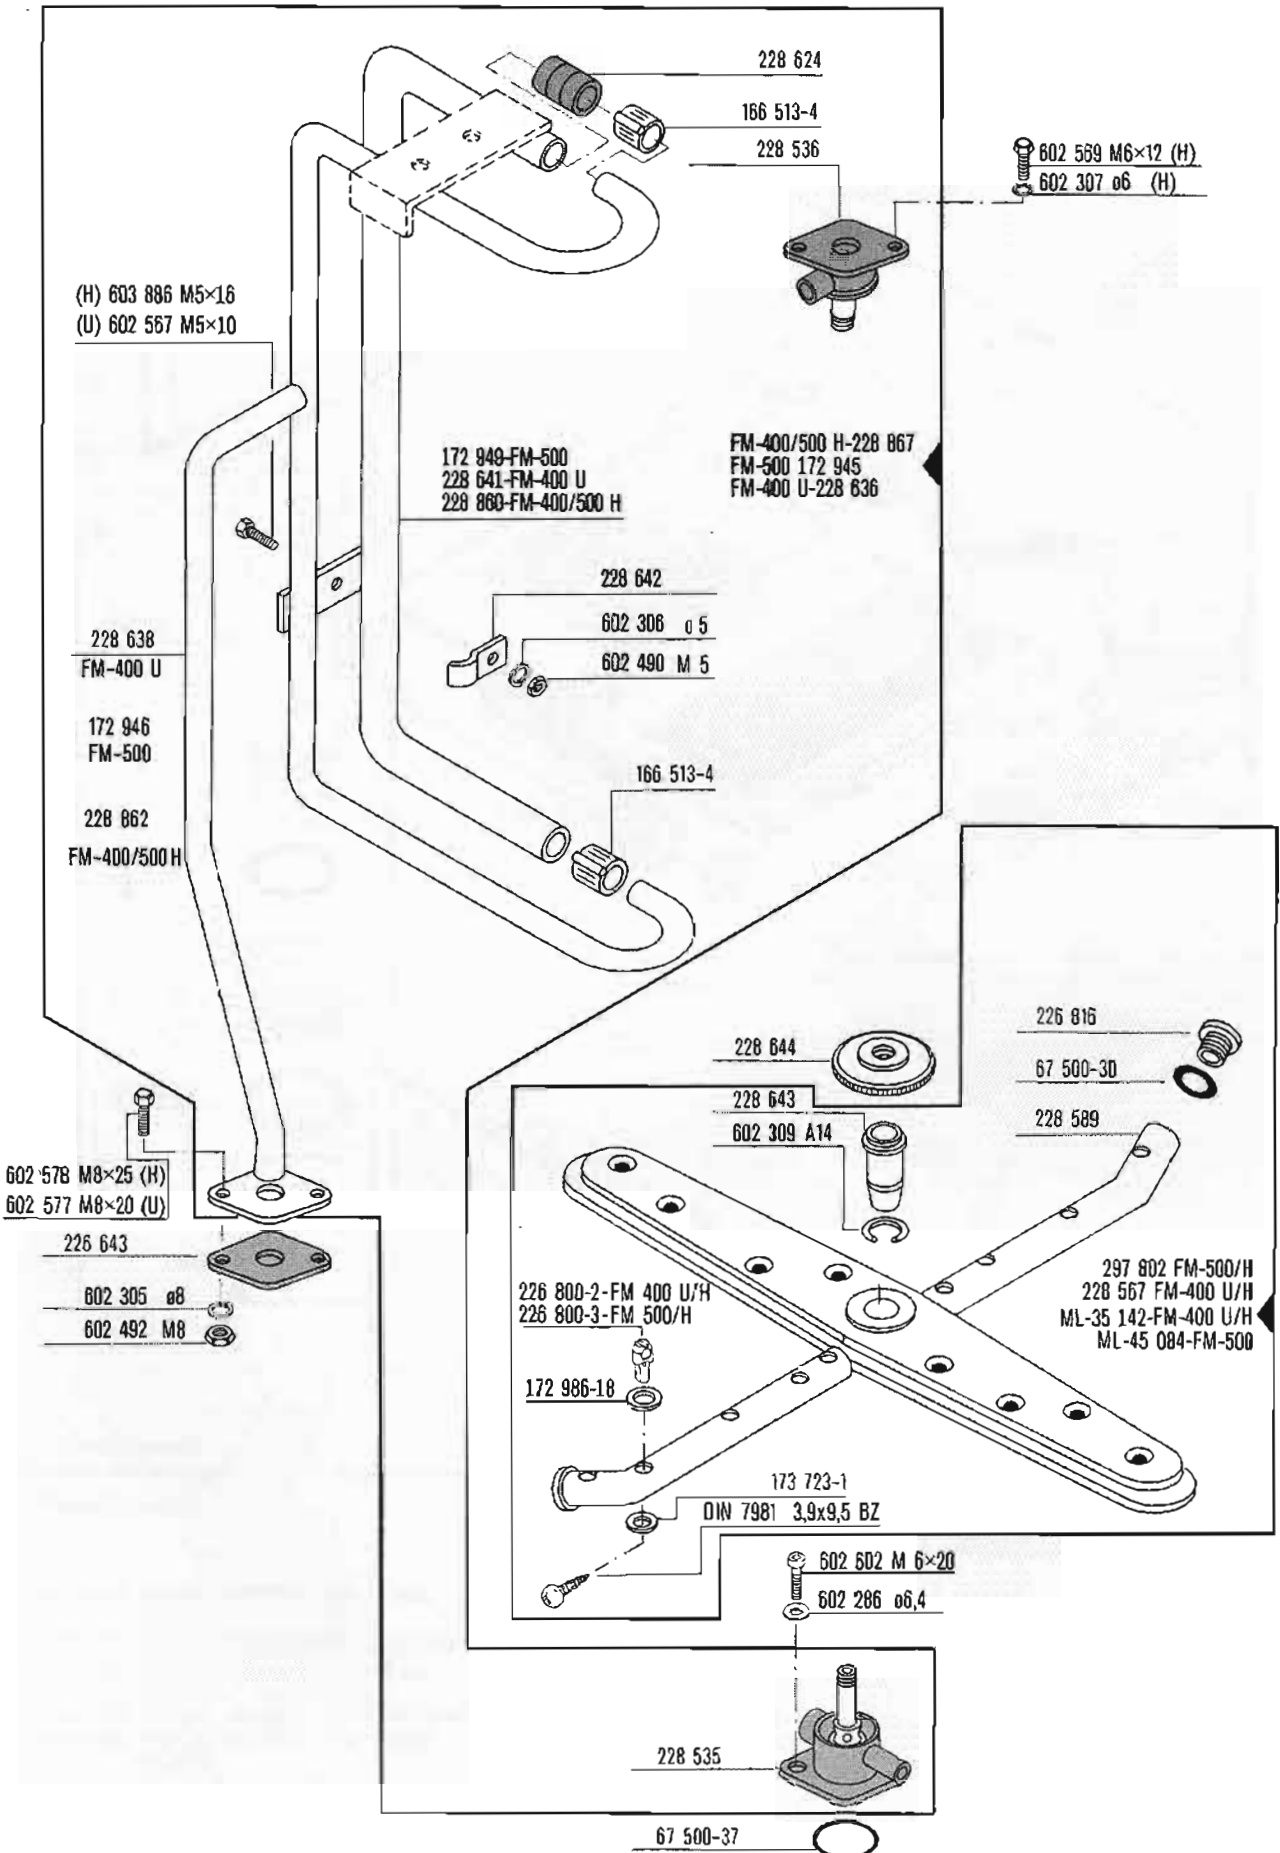 228 624
166 513-4
228 536
602 569 M6×12 (H)
602 307 ø6 (H)
(H) 603 886 M5×16
(U) 602 567 M5×10
172 949-FM-500
228 641-FM-400 U
228 860-FM-400/500 H
FM-400/500 H-228 867
FM-500 172 945
FM-400 U-228 636
228 642
602 306 ø 5
602 490 M 5
228 638
FM-400 U
172 946
FM-500
228 862
FM-400/500 H
166 513-4
226 816
67 500-30
228 589
228 644
228 643
602 309 A14
602 578 M8×25 (H)
602 577 M8×20 (U)
226 643
602 305 ø8
602 492 M8
226 800-2-FM 400 U/H
226 800-3-FM 500/H
172 986-18
297 802 FM-500/H
228 567 FM-400 U/H
ML-35 142-FM-400 U/H
ML-45 084-FM-500
173 723-1
DIN 7981 3,9x9,5 BZ
602 602 M 6×20
602 286 ø6,4
228 535
67 500-37